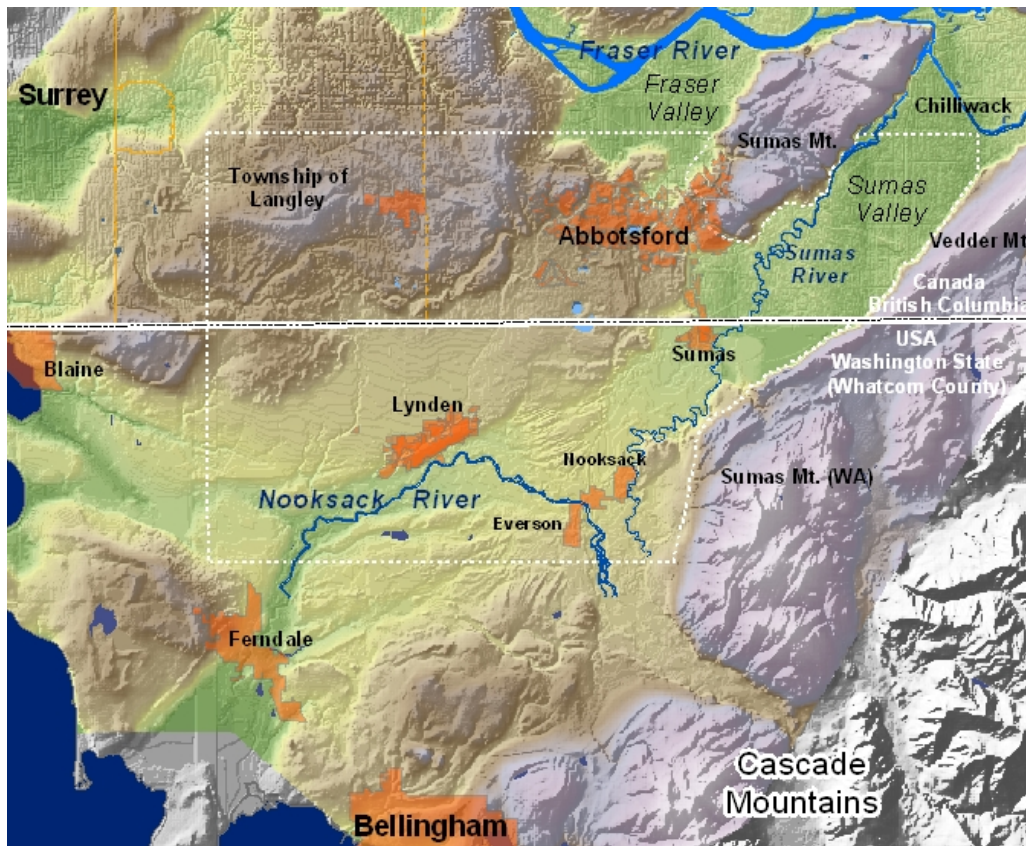 Fraser River
Fraser
Valley
Surrey
Chilliwack
Sumas Mt.
Township of
Langley
Sumas
Valley
Abbotsford
Vedder Mt
Sumas
River
Canada
British Columbia
USA
Washington State
(Whatcom County)
Sumas
Blaine
Lynden
Nooksack
Sumas Mt. (WA)
Nooksack River
Everson
Ferndale
Cascade
Mountains
Bellingham